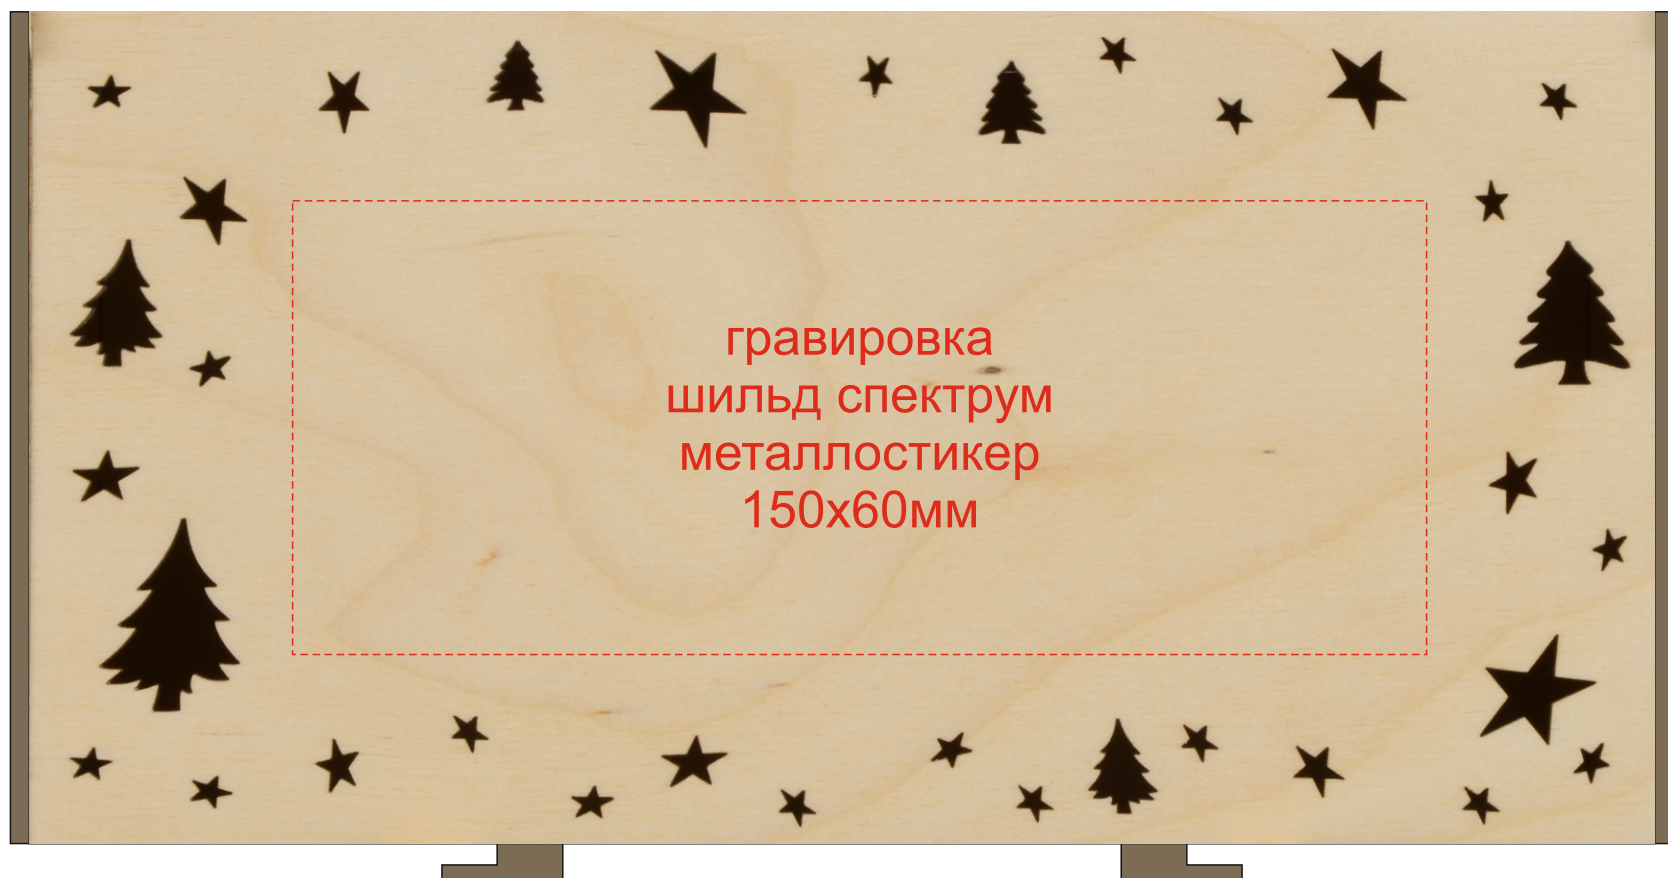 гравировка
шильд спектрум
металлостикер
150х60мм